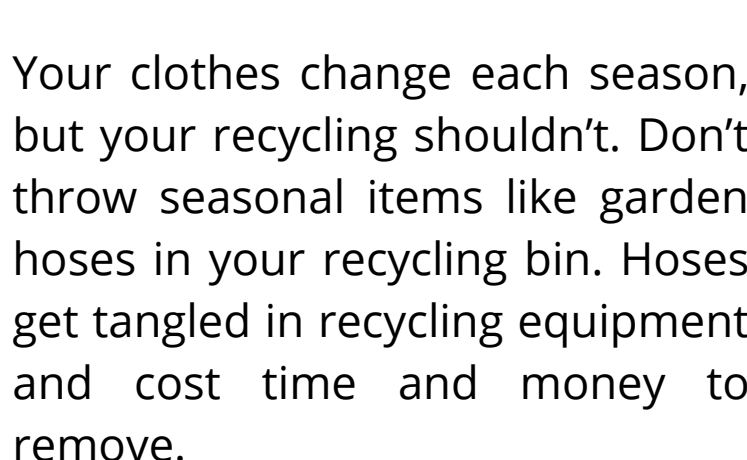 Your clothes change each season,
but your recycling shouldn’t. Don’t
throw seasonal items like garden
hoses in your recycling bin. Hoses
get tangled in recycling equipment
and cost time and money to
remove.